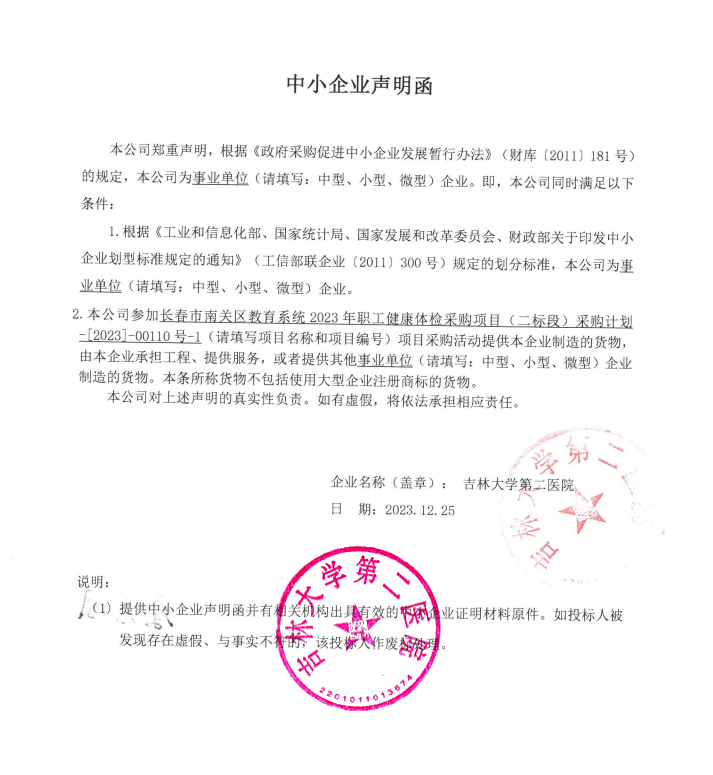 中小企业声明函
本公司郑重声明，根据《政府采购促进中小企业发展暂行办法》（财库〔2011〕181 号）
的规定，本公司为事业单位（请填写：中型、小型、微型）企业。即，本公司同时满足以下
条件：
1.根据《工业和信息化部、国家统计局、国家发展和改革委员会、财政部关于印发中小
企业划型标准规定的通知》（工信部联企业〔2011〕300 号）规定的划分标准，本公司为事
业单位（请填写：中型、小型、微型）企业。
2.本公司参加长春市南关区教育系统 2023 年职工健康体检采购项目（二标段）采购计划
-[2023]-00110 号-1（请填写项目名称和项目编号）项目采购活动提供本企业制造的货物，
由本企业承担工程、提供服务，或者提供其他事业单位（请填写：中型、小型、微型）企业
制造的货物。本条所称货物不包括使用大型企业注册商标的货物。
本公司对上述声明的真实性负责。如有虚假，将依法承担相应责任。
企业名称（盖章）： 吉林大学第二医院
日 期：2023.12.25
吉林大学第二医院
说明：
（1）提供中小企业声明函并有相关机构出具有效的中小企业证明材料原件。如投标人被
发现存在虚假、与事实不符的，该投标人作废标处理。
吉林大学第二医院
2201011013674